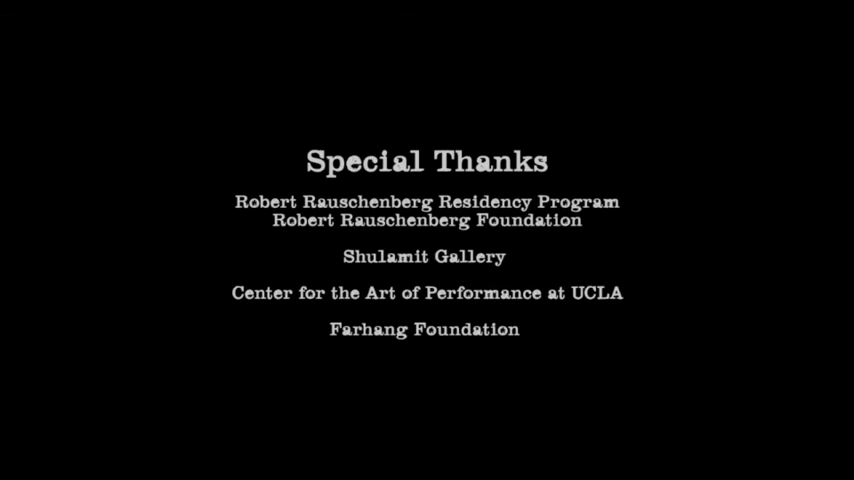 Special Thanks
Robert Rauschenberg Residency Program
Robert Rauschenberg Foundation
Shulamit Gallery
Center for the Art of Performance at UCLA
Farhang Foundation